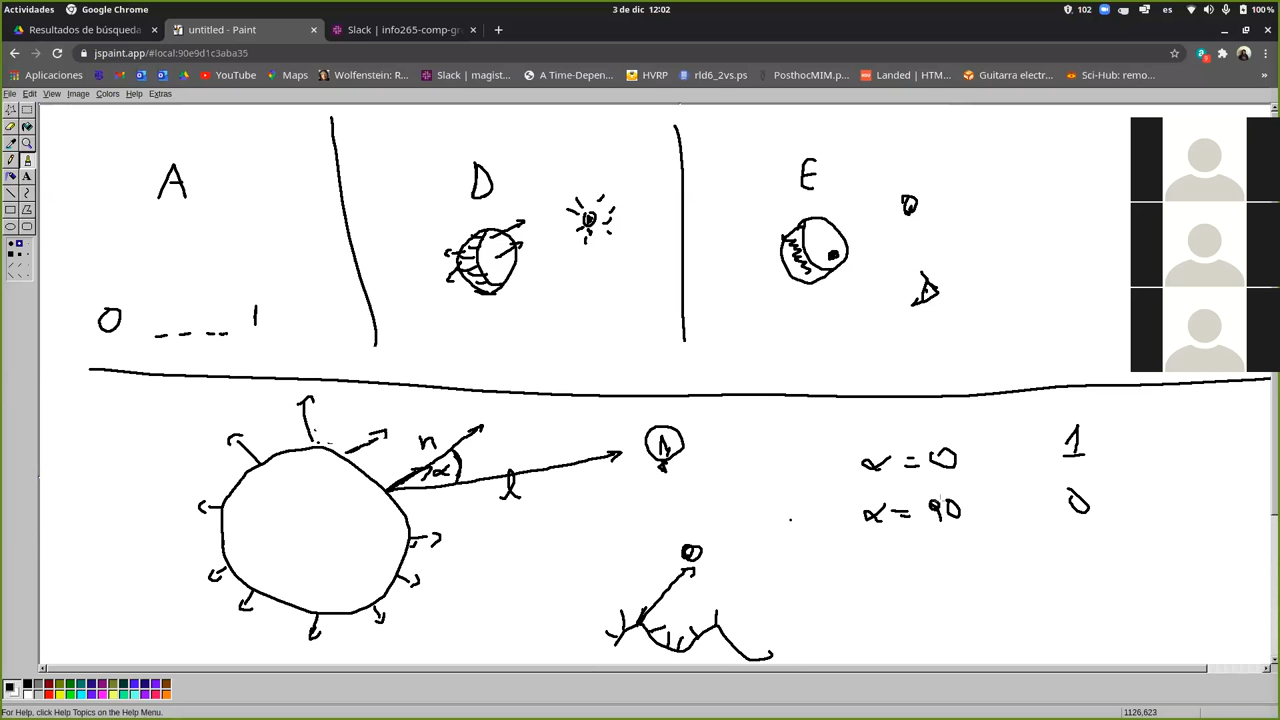 Actividades
Google Chrome
3 de dic 12:02
102
es
100 %
Resultados de búsqueda
untitled - Paint
Slack | info265-comp-gr
jspaint.app/#local:90e9d1c3aba35
Aplicaciones
YouTube
Maps
Wolfenstein: R...
Slack | magist...
A Time-Depen...
HVRP
rld6_2vs.ps
PosthocMIM.p...
Landed | HTM...
Guitarra electr...
Sci-Hub: remo...
»
File Edit View Image Colors Help Extras
A
D
E
0 _ _ _ _ 1
n
α
l
α = 0 1
α = 90 0
For help, click Help Topics on the Help Menu.
1126,623